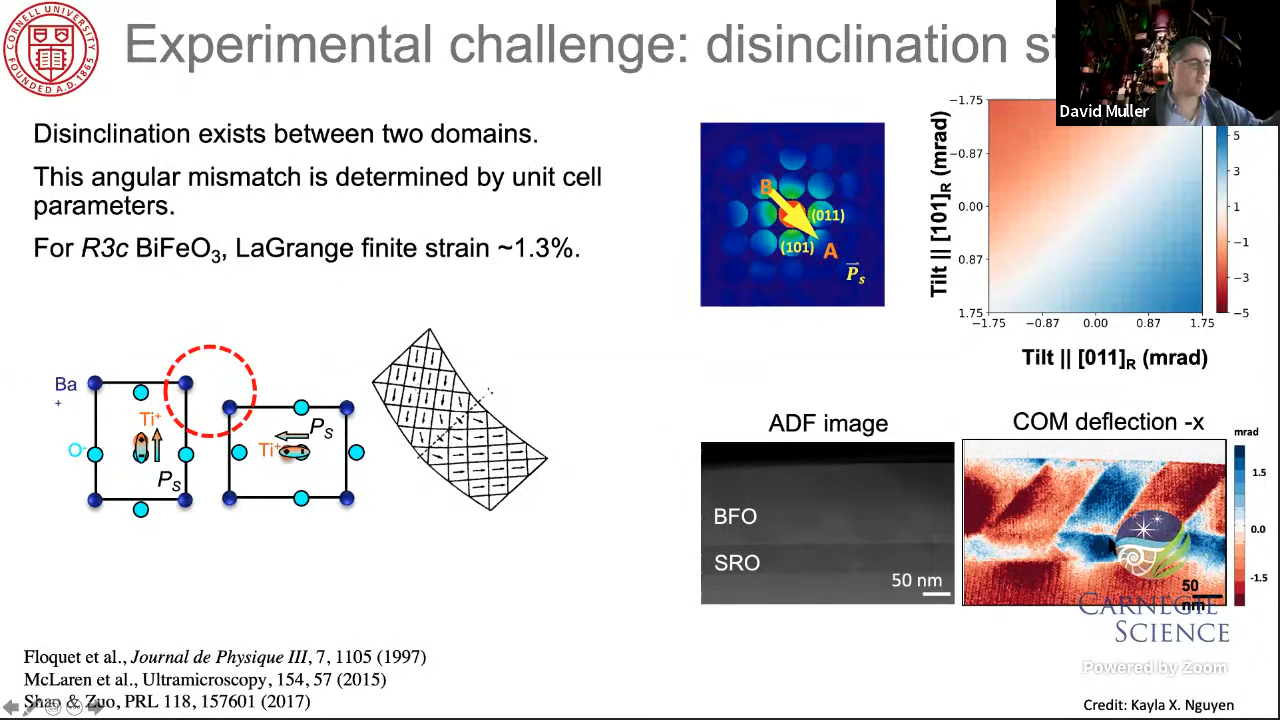 CORNELL UNIVERSITY
FOUNDED A.D. 1865
Experimental challenge: disinclination
David Muller
Disinclination exists between two domains.
This angular mismatch is determined by unit cell
parameters.
For R3c BiFeO3, LaGrange finite strain ~1.3%.
B
(011)
(101)
A
Ps
Tilt || [101]R (mrad)
−1.75
−0.87
0.00
0.87
1.75
−1.75
−0.87
0.00
0.87
1.75
Tilt || [011]R (mrad)
5
3
1
−1
−3
−5
Ba
+
Ti+
O-
PS
Ti+
PS
ADF image
BFO
SRO
50 nm
COM deflection -x
mrad
1.5
0.0
-1.5
50
nm
CARNEGIE
SCIENCE
Powered by Zoom
Floquet et al., Journal de Physique III, 7, 1105 (1997)
McLaren et al., Ultramicroscopy, 154, 57 (2015)
Shao & Zuo, PRL 118, 157601 (2017)
Credit: Kayla X. Nguyen